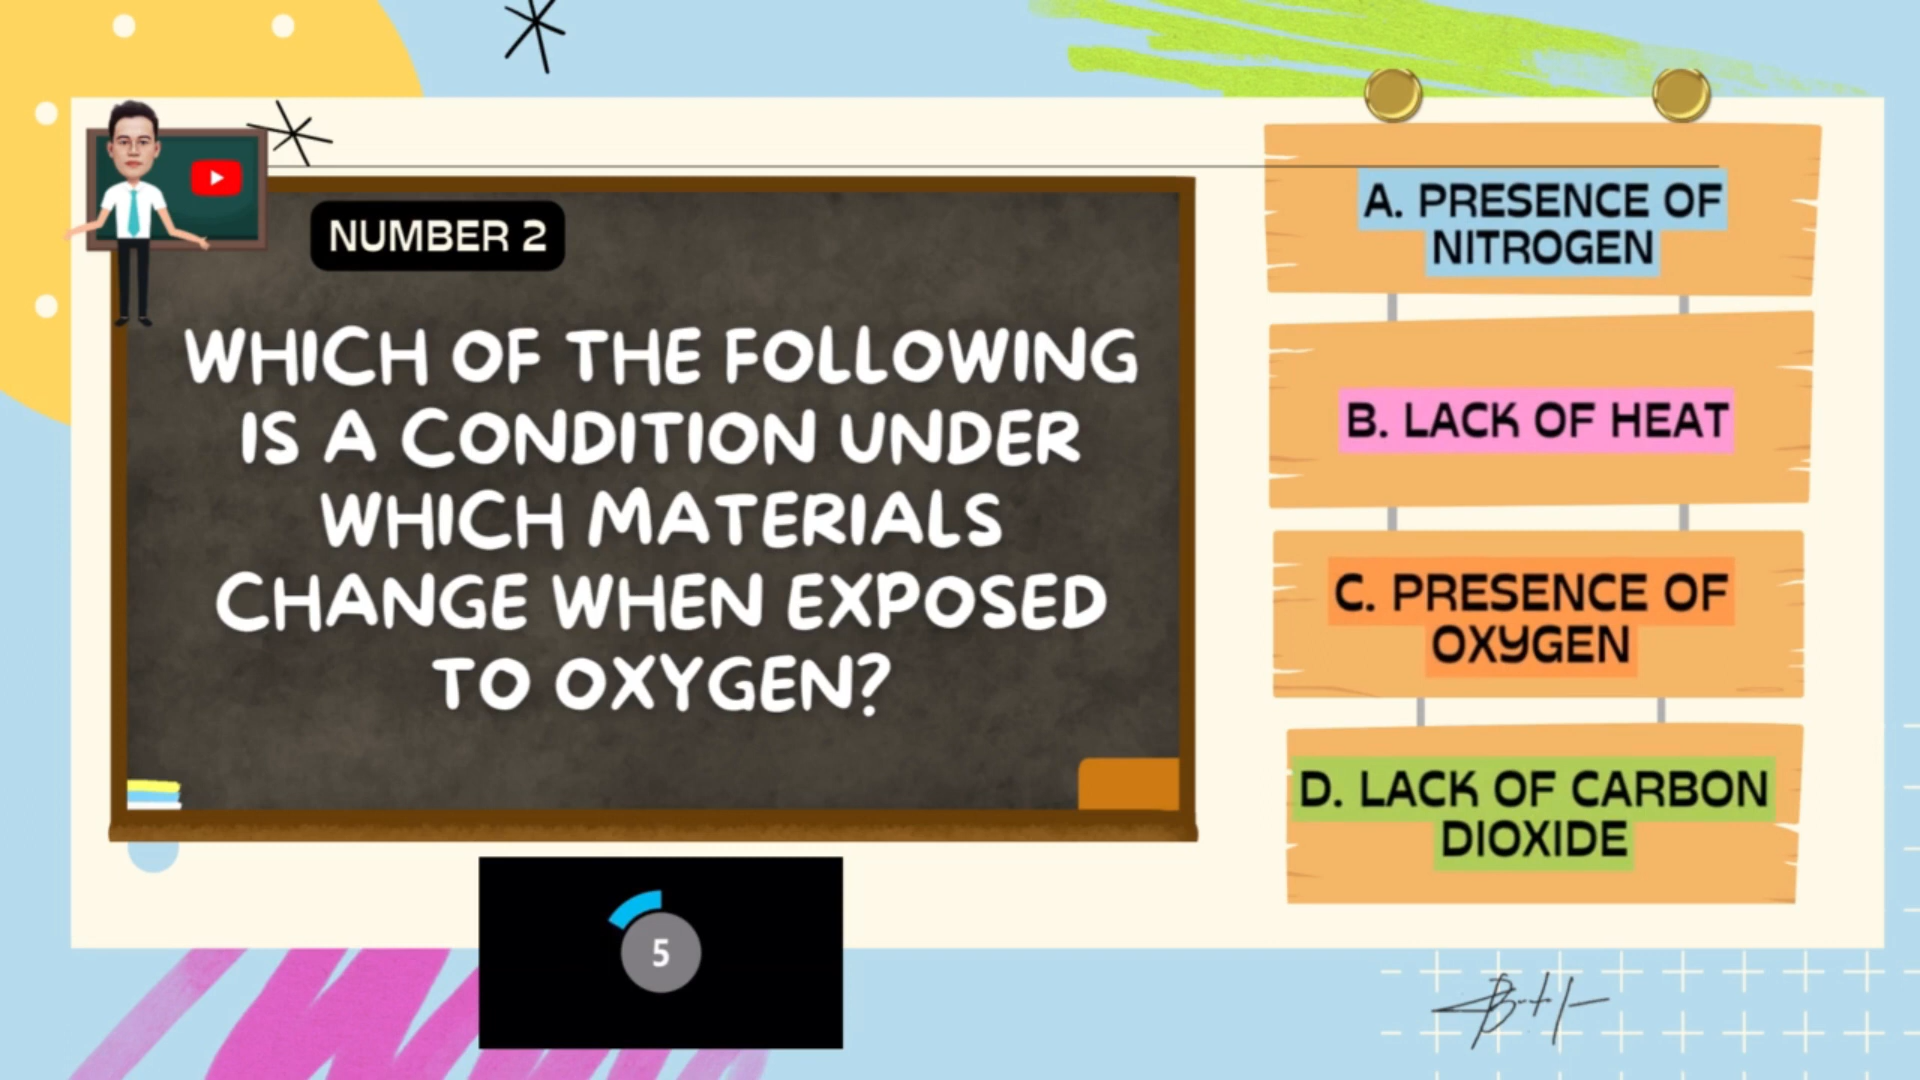 NUMBER 2
WHICH OF THE FOLLOWING
IS A CONDITION UNDER
WHICH MATERIALS
CHANGE WHEN EXPOSED
TO OXYGEN?
A. PRESENCE OF
NITROGEN
B. LACK OF HEAT
C. PRESENCE OF
OXYGEN
D. LACK OF CARBON
DIOXIDE
5